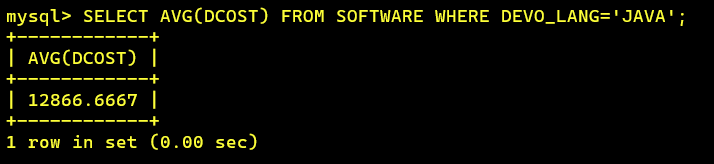 mysql> SELECT AVG(DCOST) FROM SOFTWARE WHERE DEVO_LANG='JAVA';
+------------+
| AVG(DCOST) |
+------------+
| 12866.6667 |
+------------+
1 row in set (0.00 sec)